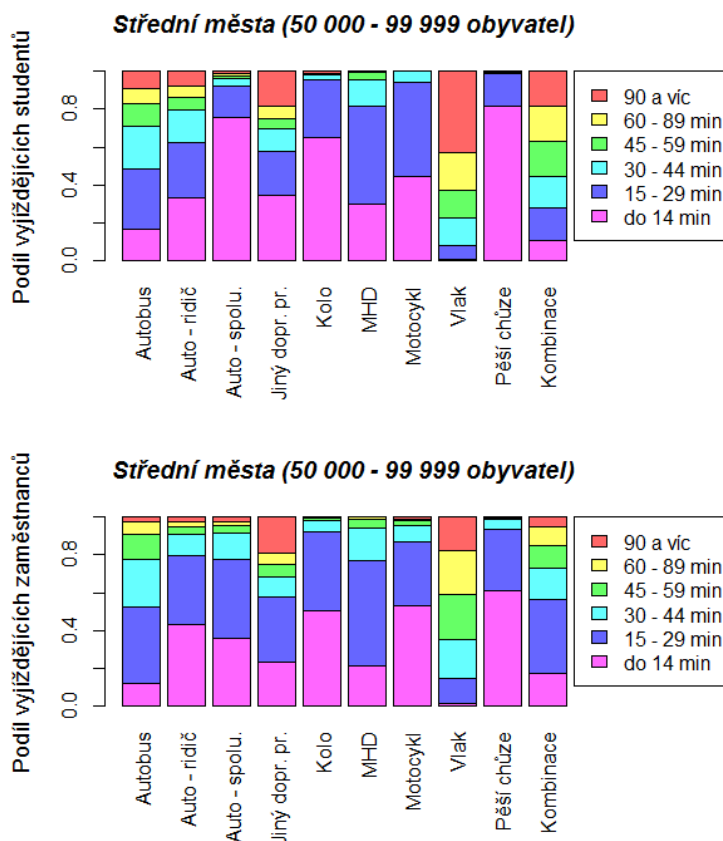 Střední města (50 000 - 99 999 obyvatel)
Podíl vyjíždějících studentů
0.8
0.4
0.0
90 a víc
60 - 89 min
45 - 59 min
30 - 44 min
15 - 29 min
do 14 min
Autobus
Auto - ridič
Auto - spolu.
Jiný dopr. pr.
Kolo
MHD
Motocykl
Vlak
Pěší chůze
Kombinace
Střední města (50 000 - 99 999 obyvatel)
Podíl vyjíždějících zaměstnanců
0.8
0.4
0.0
90 a víc
60 - 89 min
45 - 59 min
30 - 44 min
15 - 29 min
do 14 min
Autobus
Auto - ridič
Auto - spolu.
Jiný dopr. pr.
Kolo
MHD
Motocykl
Vlak
Pěší chůze
Kombinace